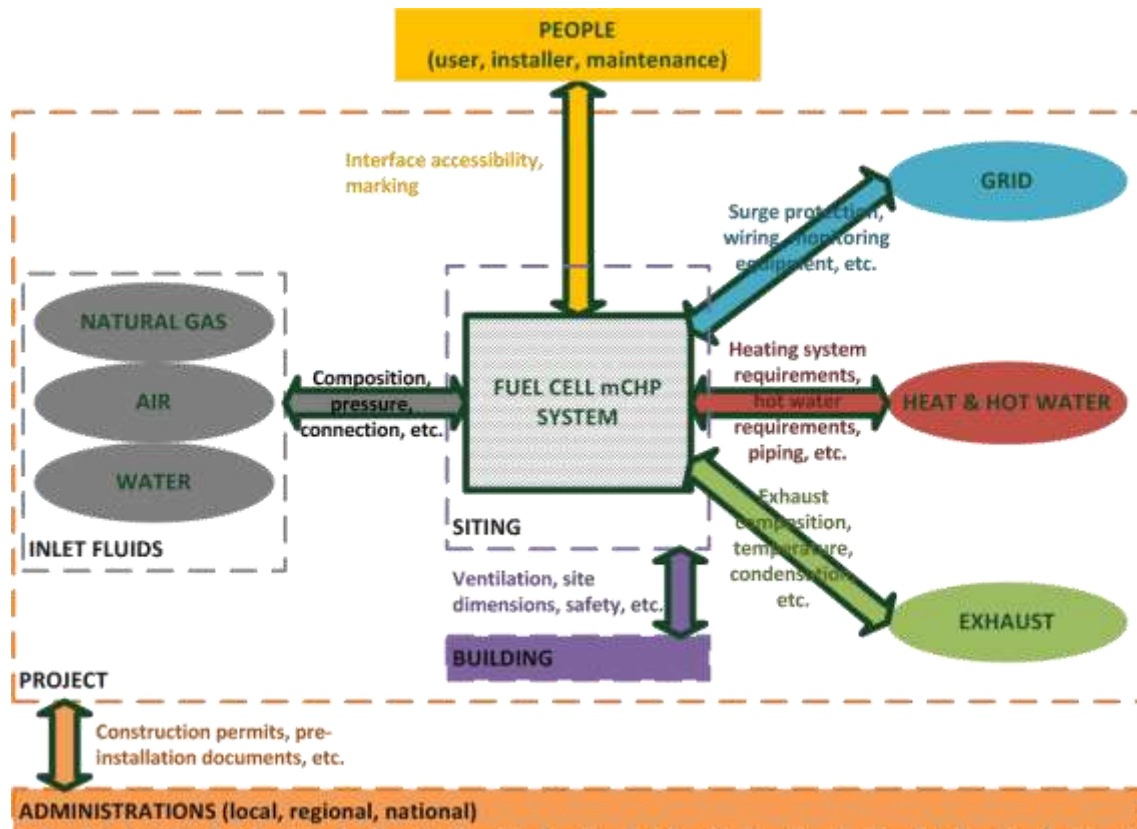 PEOPLE
(user, installer, maintenance)
Interface accessibility,
marking
GRID
Surge protection,
wiring, monitoring
equipment, etc.
NATURAL GAS
AIR
WATER
INLET FLUIDS
Composition,
pressure,
connection, etc.
FUEL CELL mCHP
SYSTEM
SITING
Heating system
requirements,
hot water
requirements,
piping, etc.
HEAT & HOT WATER
Exhaust
composition,
temperature,
condensation,
etc.
EXHAUST
Ventilation, site
dimensions, safety, etc.
BUILDING
PROJECT
Construction permits, pre-
installation documents, etc.
ADMINISTRATIONS (local, regional, national)